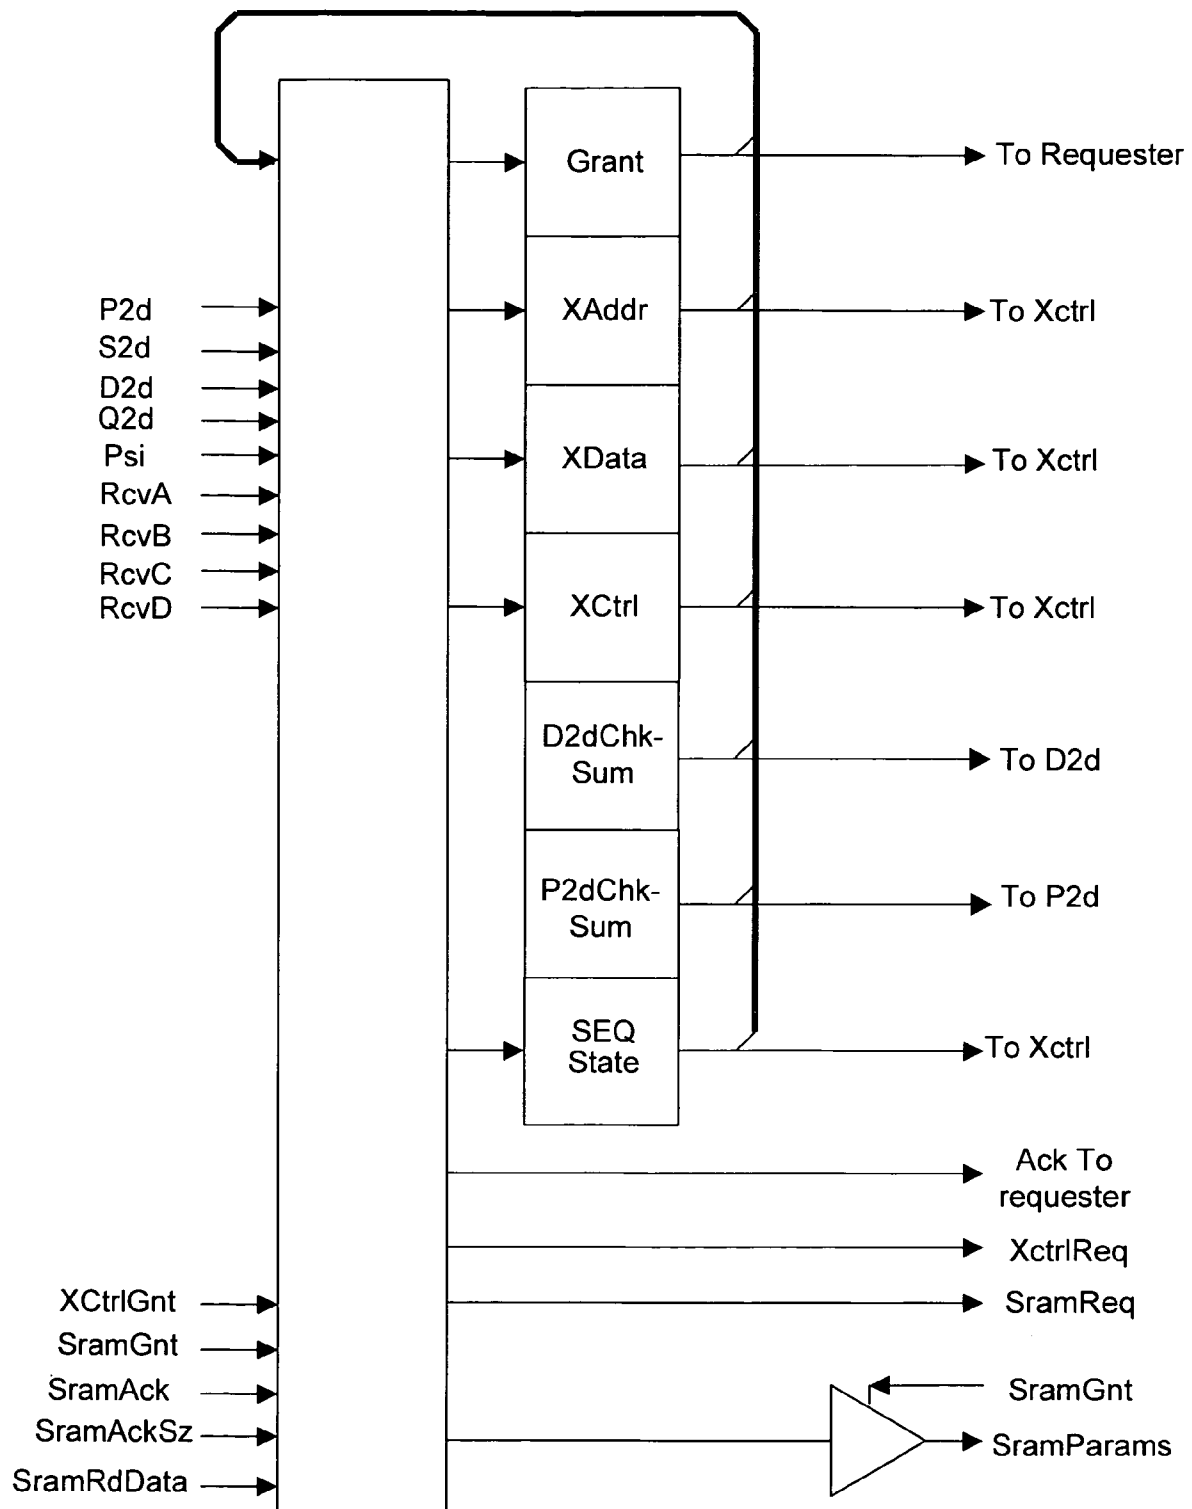 Grant
To Requester
P2d
XAddr
To Xctrl
S2d
D2d
Q2d
Psi
XData
To Xctrl
RcvA
RcvB
RcvC
RcvD
XCtrl
To Xctrl
D2dChk-
Sum
To D2d
P2dChk-
Sum
To P2d
SEQ
State
To Xctrl
Ack To
requester
XctrlReq
XCtrlGnt
SramReq
SramGnt
SramAck
SramGnt
SramAckSz
SramParams
SramRdData